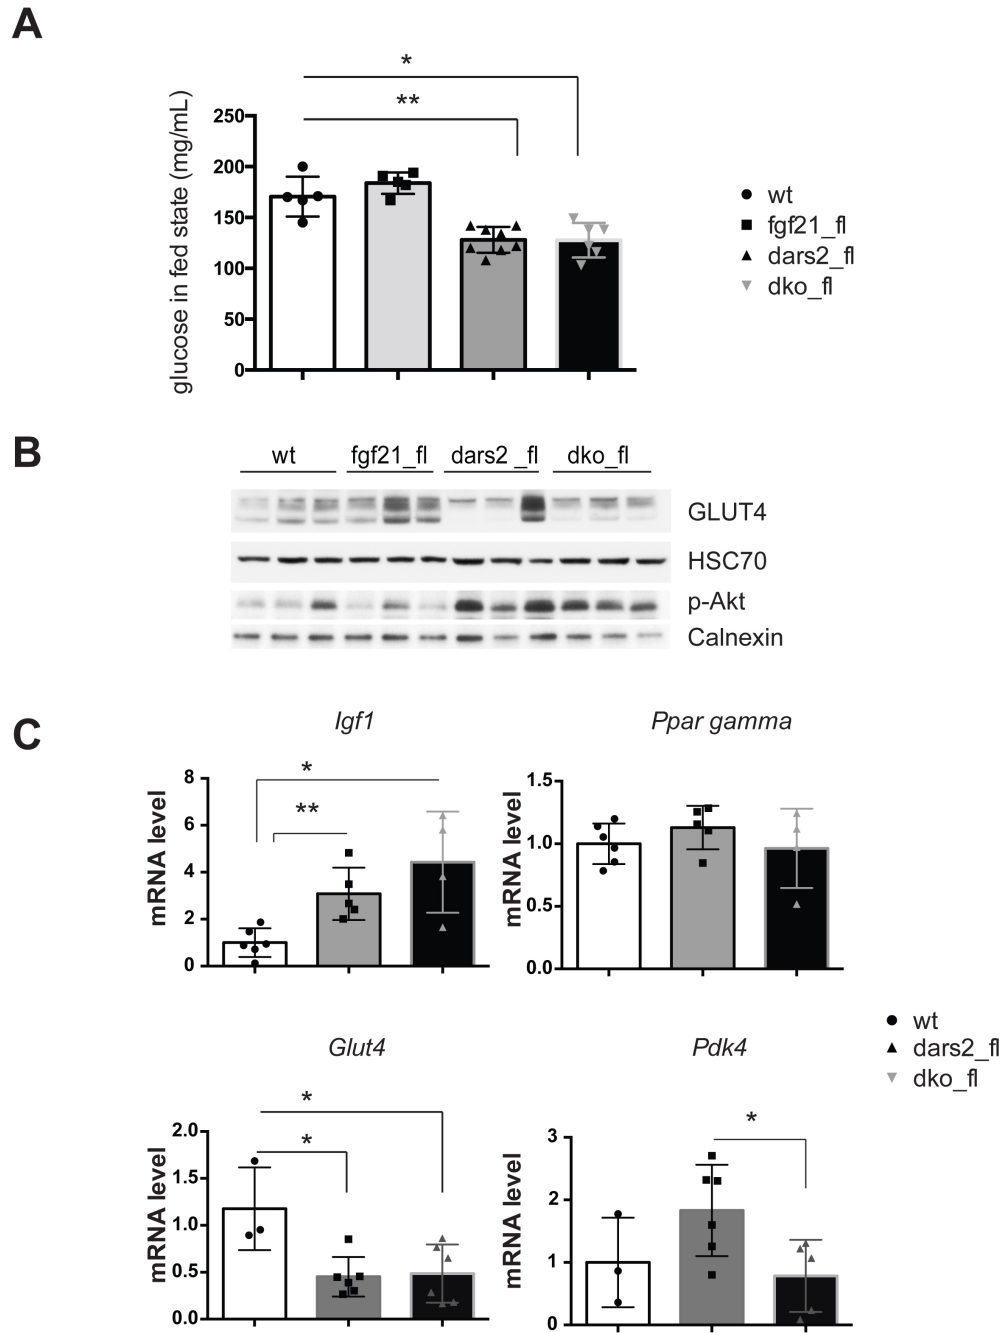 A
*
**
glucose in fed state (mg/mL)
250
200
150
100
50
0
wt
fgf21_fl
dars2_fl
dko_fl
B
wt fgf21_fl dars2 _fl dko_fl
GLUT4
HSC70
p-Akt
Calnexin
C
Igf1
mRNA level
8
6
4
2
0
*
**
Ppar gamma
mRNA level
1.5
1.0
0.5
0.0
Glut4
mRNA level
2.0
1.5
1.0
0.5
0.0
*
*
Pdk4
mRNA level
3
2
1
0
*
wt
dars2_fl
dko_fl